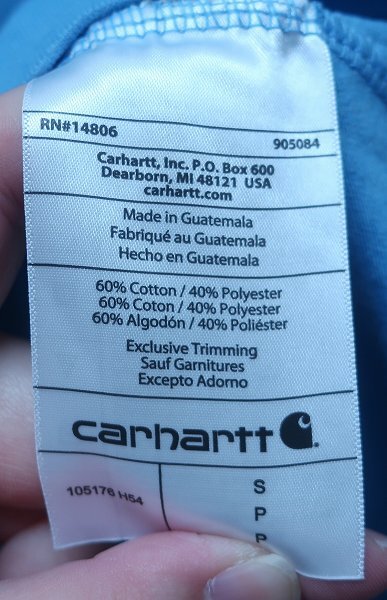 RN#14806 905084
Carhartt, Inc. P.O. Box 600
Dearborn, MI 48121 USA
carhartt.com
Made in Guatemala
Fabriqué au Guatemala
Hecho en Guatemala
60% Cotton / 40% Polyester
60% Coton / 40% Polyester
60% Algodón / 40% Poliéster
Exclusive Trimming
Sauf Garnitures
Excepto Adorno
carhartt
105176 H54
S
P
P